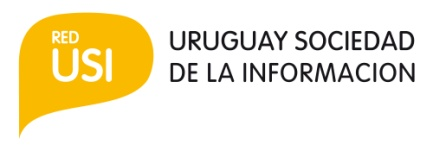 RED
USI
URUGUAY SOCIEDAD
DE LA INFORMACION